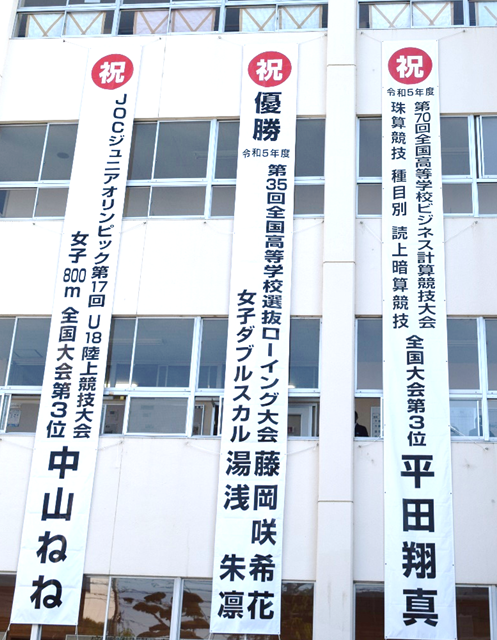 祝
令和5年度
第70回全国高等学校ビジネス計算競技大会
珠算競技 種目別 読上暗算競技
全国大会第3位
平田翔真
祝
優勝
令和5年度
第35回全国高等学校選抜ローイング大会
女子ダブルスカル
藤岡咲希花
湯浅朱凛
祝
JOCジュニアオリンピック第17回U18陸上競技大会
女子800m 全国大会第3位
中山ねね